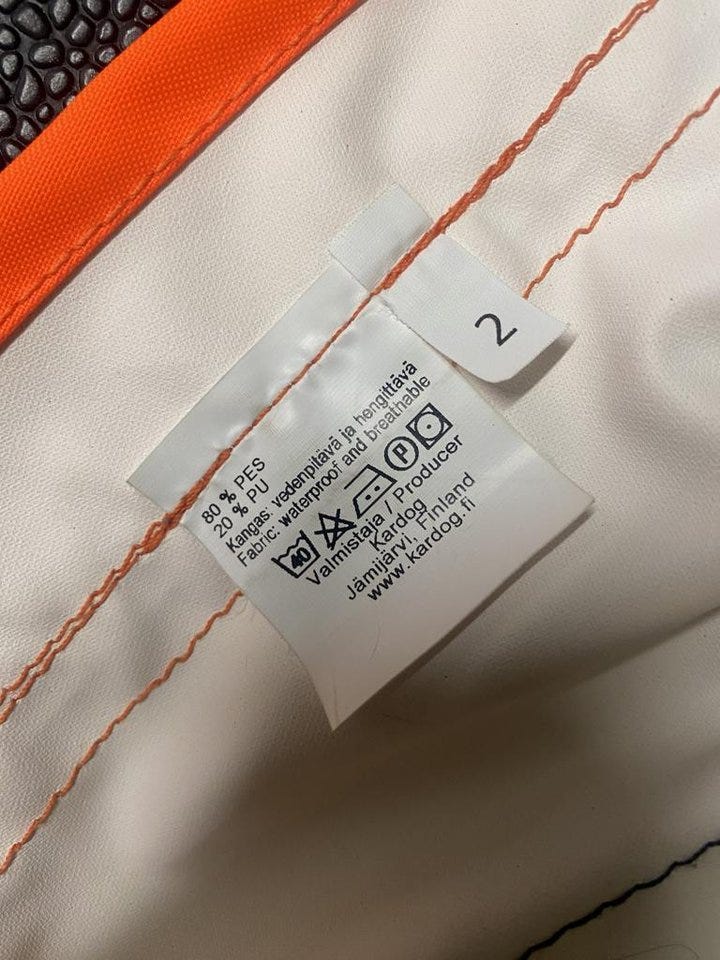 2
80 % PES
20 % PU
Kangas: vedenpitävä ja hengittävä
Fabric: waterproof and breathable
40 P
Valmistaja / Producer
Kardog
Jämijärvi, Finland
www.kardog.fi